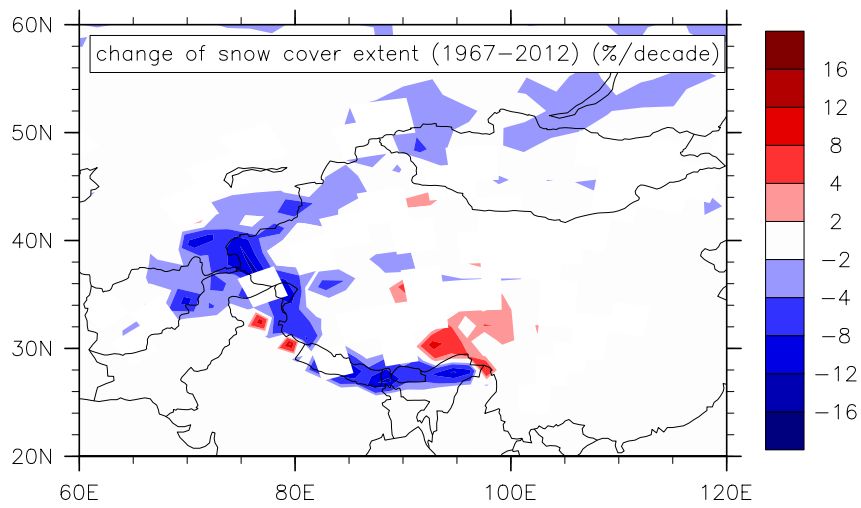 60N
change of snow cover extent (1967−2012) (%/decade)
50N
40N
30N
20N
60E 80E 100E 120E
16
12
8
4
2
−2
−4
−8
−12
−16